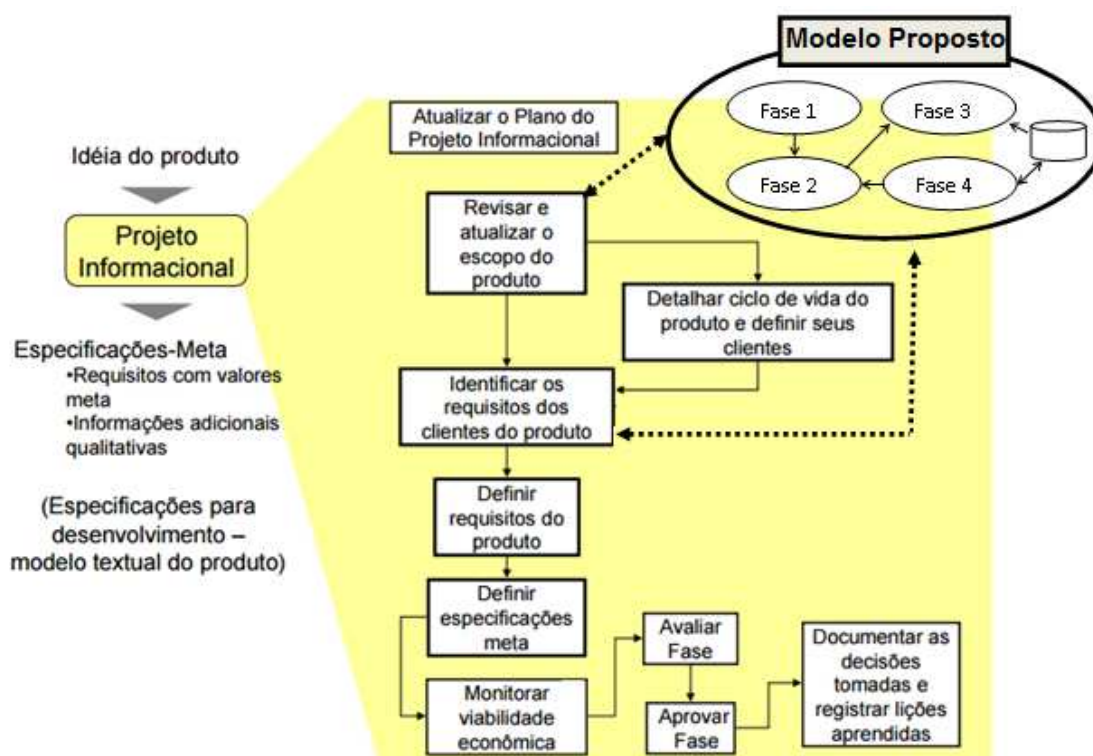 Modelo Proposto
Fase 1
Fase 3
Fase 2
Fase 4
Idéia do produto
Projeto
Informacional
Especificações-Meta
•Requisitos com valores
meta
•Informações adicionais
qualitativas
(Especificações para
desenvolvimento –
modelo textual do produto)
Atualizar o Plano do
Projeto Informacional
Revisar e
atualizar o
escopo do
produto
Detalhar ciclo de vida do
produto e definir seus
clientes
Identificar os
requisitos dos
clientes do produto
Definir
requisitos do
produto
Definir
especificações
meta
Monitorar
viabilidade
econômica
Avaliar
Fase
Aprovar
Fase
Documentar as
decisões
tomadas e
registrar lições
aprendidas